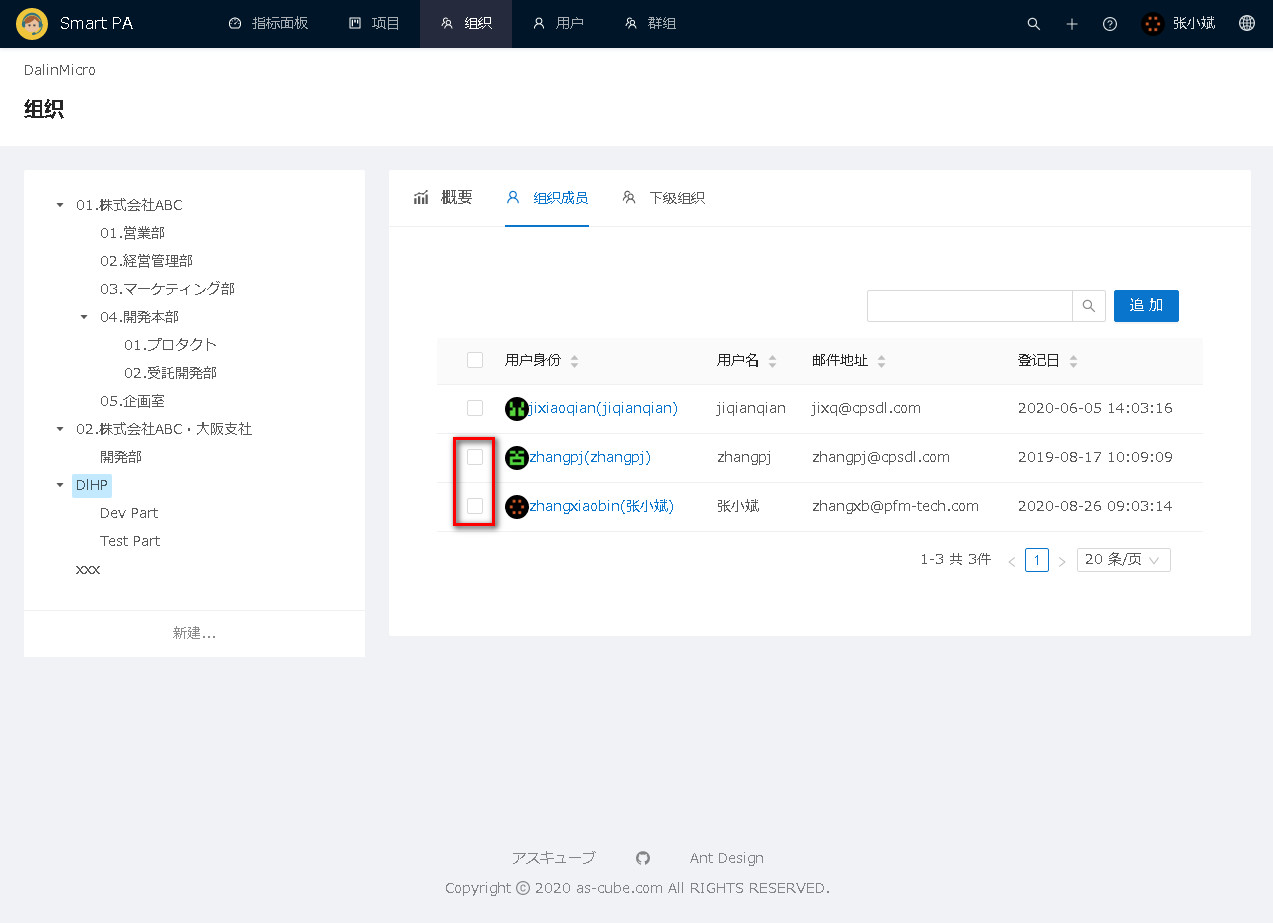 Smart PA 指标面板 项目 组织 用户 群组 张小斌
DalinMicro
组织
01.株式会社ABC
01.営業部
02.経営管理部
03.マーケティング部
04.開発本部
01.プロタクト
02.受託開発部
05.企画室
02.株式会社ABC・大阪支社
開発部
DlHP
Dev Part
Test Part
xxx
新建...
概要 组织成员 下级组织
追 加
用户身份 用户名 邮件地址 登记日
jixiaoqian(jiqianqian) jiqianqian jixq@cpsdl.com 2020-06-05 14:03:16
zhangpj(zhangpj) zhangpj zhangpj@cpsdl.com 2019-08-17 10:09:09
zhangxiaobin(张小斌) 张小斌 zhangxb@pfm-tech.com 2020-08-26 09:03:14
1-3 共 3件 < 1 > 20 条/页
アスキューブ Ant Design
Copyright © 2020 as-cube.com All RIGHTS RESERVED.